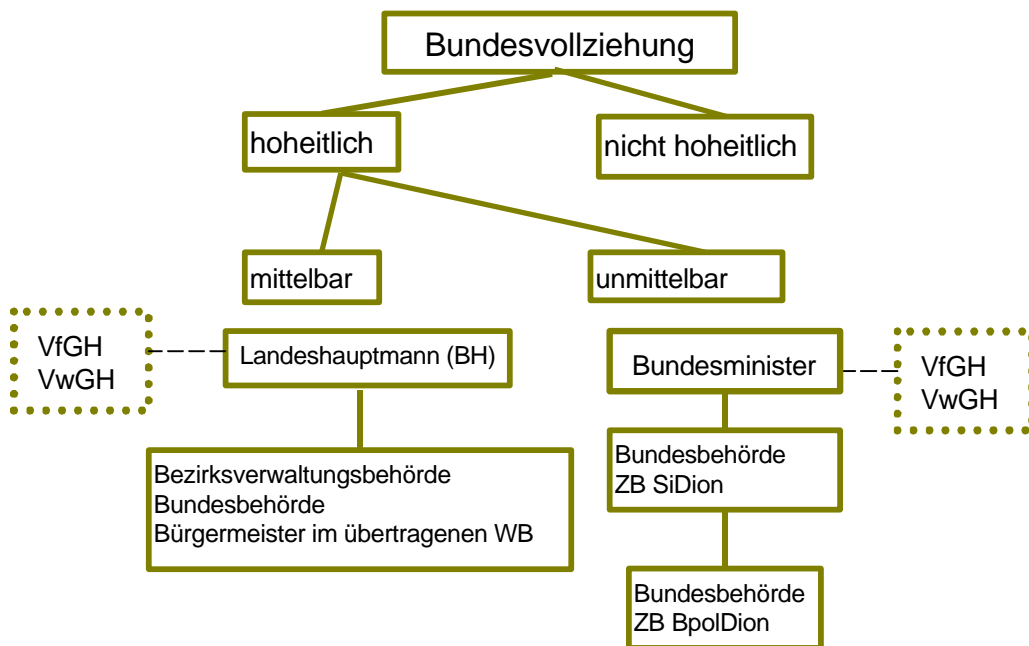 Bundesvollziehung
hoheitlich
nicht hoheitlich
mittelbar
unmittelbar
VfGH
VwGH
Landeshauptmann (BH)
Bundesminister
VfGH
VwGH
Bezirksverwaltungsbehörde
Bundesbehörde
Bürgermeister im übertragenen WB
Bundesbehörde
ZB SiDion
Bundesbehörde
ZB BpolDion